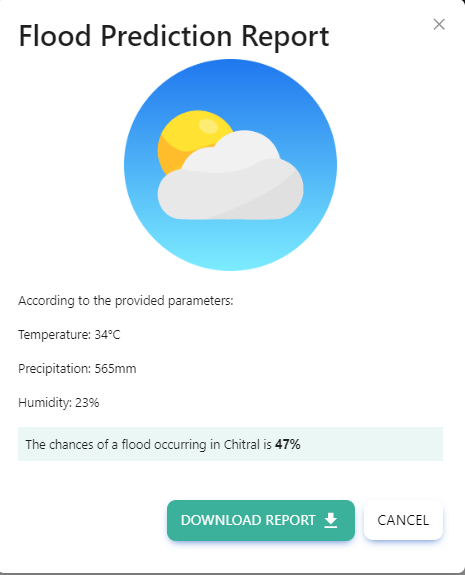 Flood Prediction Report
According to the provided parameters:
Temperature: 34°C
Precipitation: 565mm
Humidity: 23%
The chances of a flood occurring in Chitral is 47%
DOWNLOAD REPORT
CANCEL